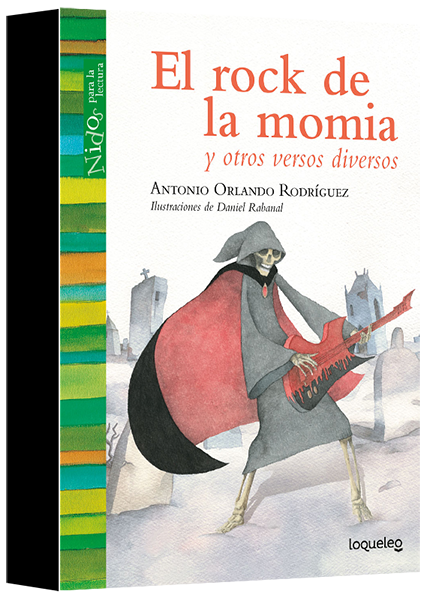 El rock de
la momia
y otros versos diversos
ANTONIO ORLANDO RODRÍGUEZ
Ilustraciones de Daniel Rabanal
Nidos para la
lectura
loqueleo